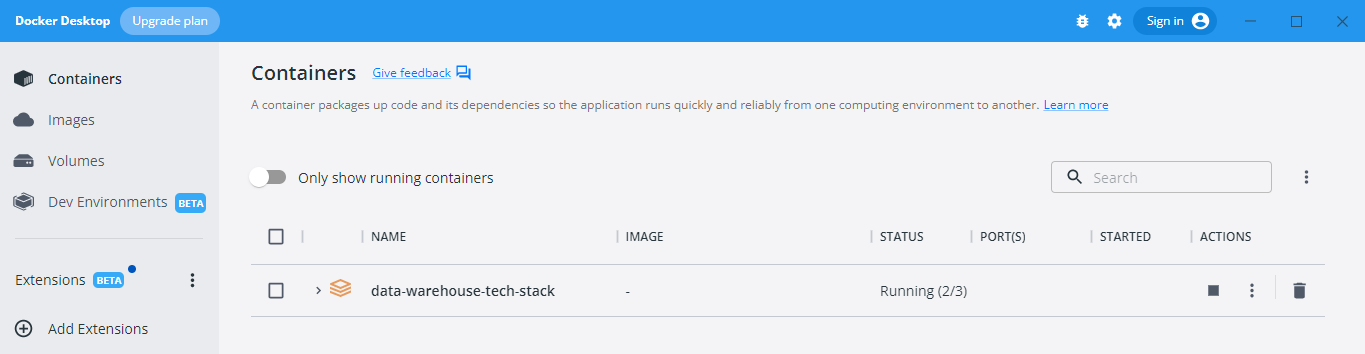 Docker Desktop Upgrade plan Sign in
Containers
Images
Volumes
Dev Environments BETA
Extensions BETA
Add Extensions
Containers Give feedback
A container packages up code and its dependencies so the application runs quickly and reliably from one computing environment to another. Learn more
Only show running containers Search
NAME IMAGE STATUS PORT(S) STARTED ACTIONS
data-warehouse-tech-stack - Running (2/3)